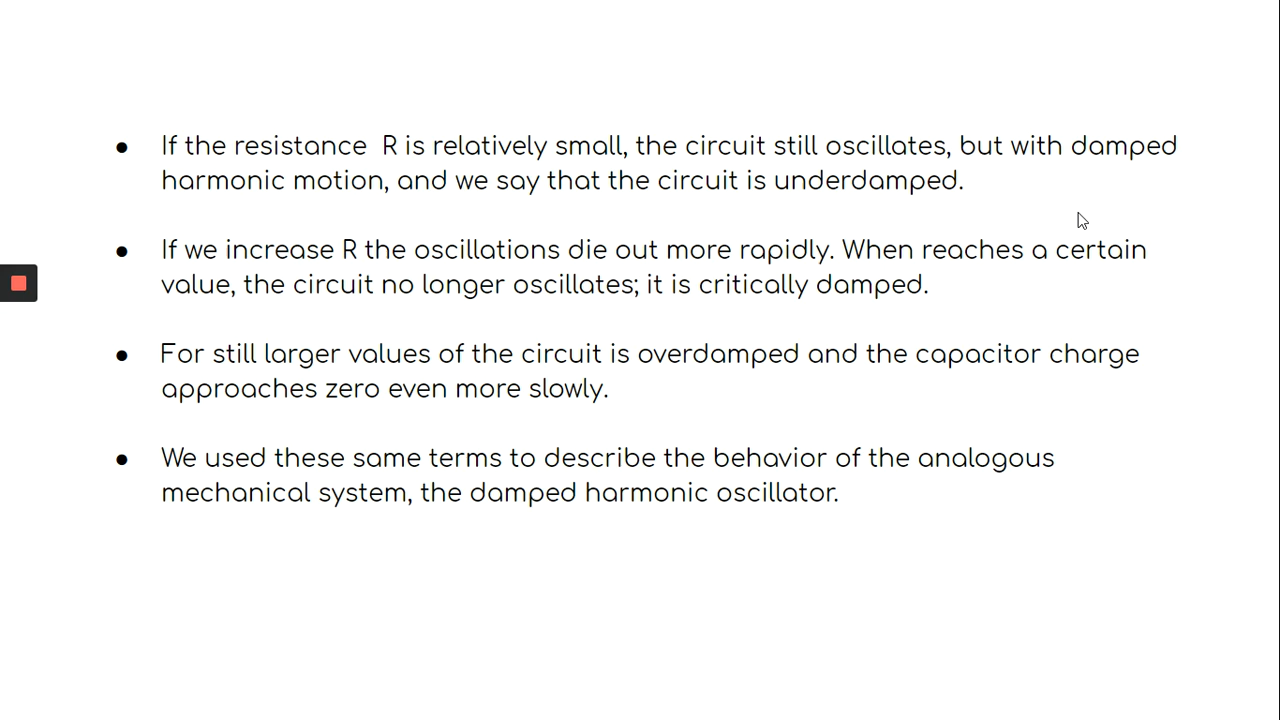 ● If the resistance  R is relatively small, the circuit still oscillates, but with damped
harmonic motion, and we say that the circuit is underdamped.
● If we increase R the oscillations die out more rapidly. When reaches a certain
value, the circuit no longer oscillates; it is critically damped.
● For still larger values of the circuit is overdamped and the capacitor charge
approaches zero even more slowly.
● We used these same terms to describe the behavior of the analogous
mechanical system, the damped harmonic oscillator.